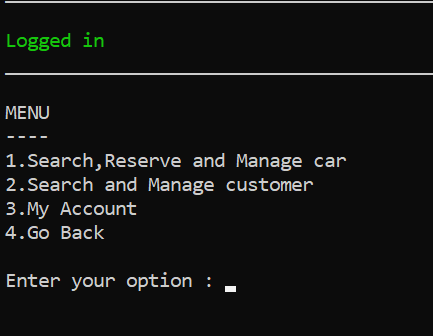 Logged in
MENU
----
1.Search,Reserve and Manage car
2.Search and Manage customer
3.My Account
4.Go Back
Enter your option :